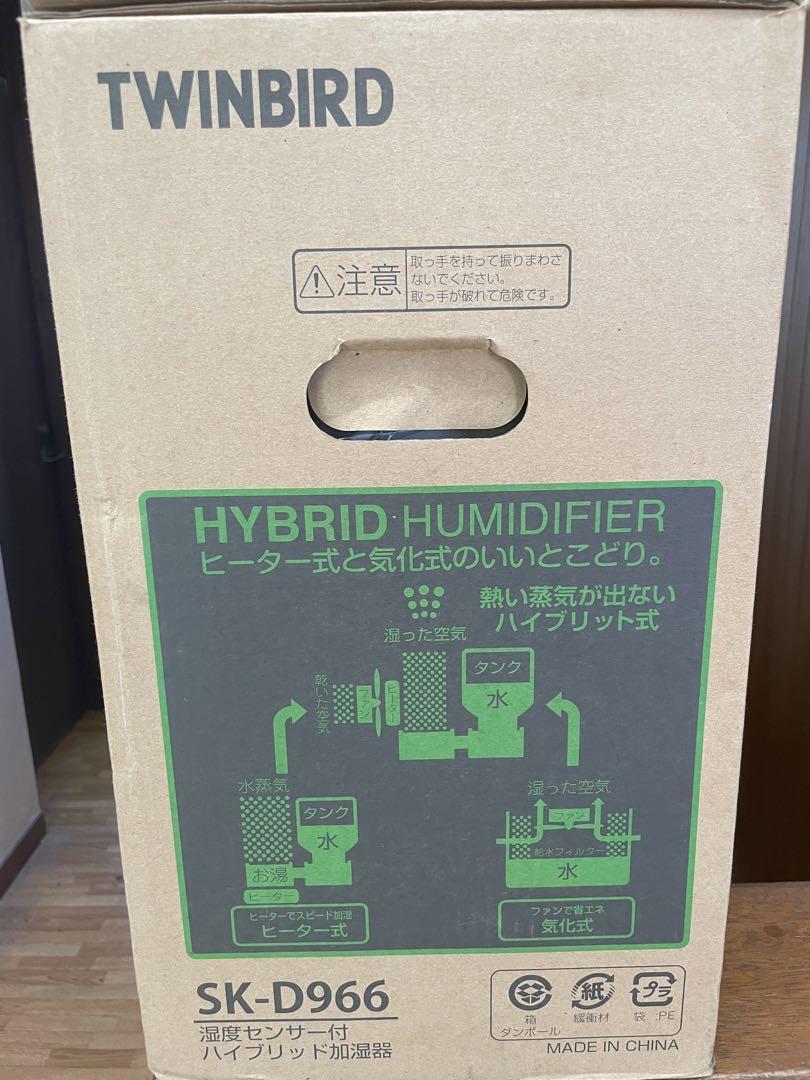 TWINBIRD
注意
取っ手を持って振りまわさ
ないでください。
取っ手が破れて危険です。
HYBRID HUMIDIFIER
ヒーター式と気化式のいいとこどり。
熱い蒸気が出ない
ハイブリット式
湿った空気
乾いた空気
ファン
ヒーター
タンク
水
水蒸気
タンク
水
お湯
ヒーター
ヒーターでスピード加湿
ヒーター式
湿った空気
ファン
給水フィルター
水
ファンで省エネ
気化式
SK-D966
湿度センサー付
ハイブリッド加湿器
箱
ダンボール
紙
緩衝材
プラ
袋:PE
MADE IN CHINA